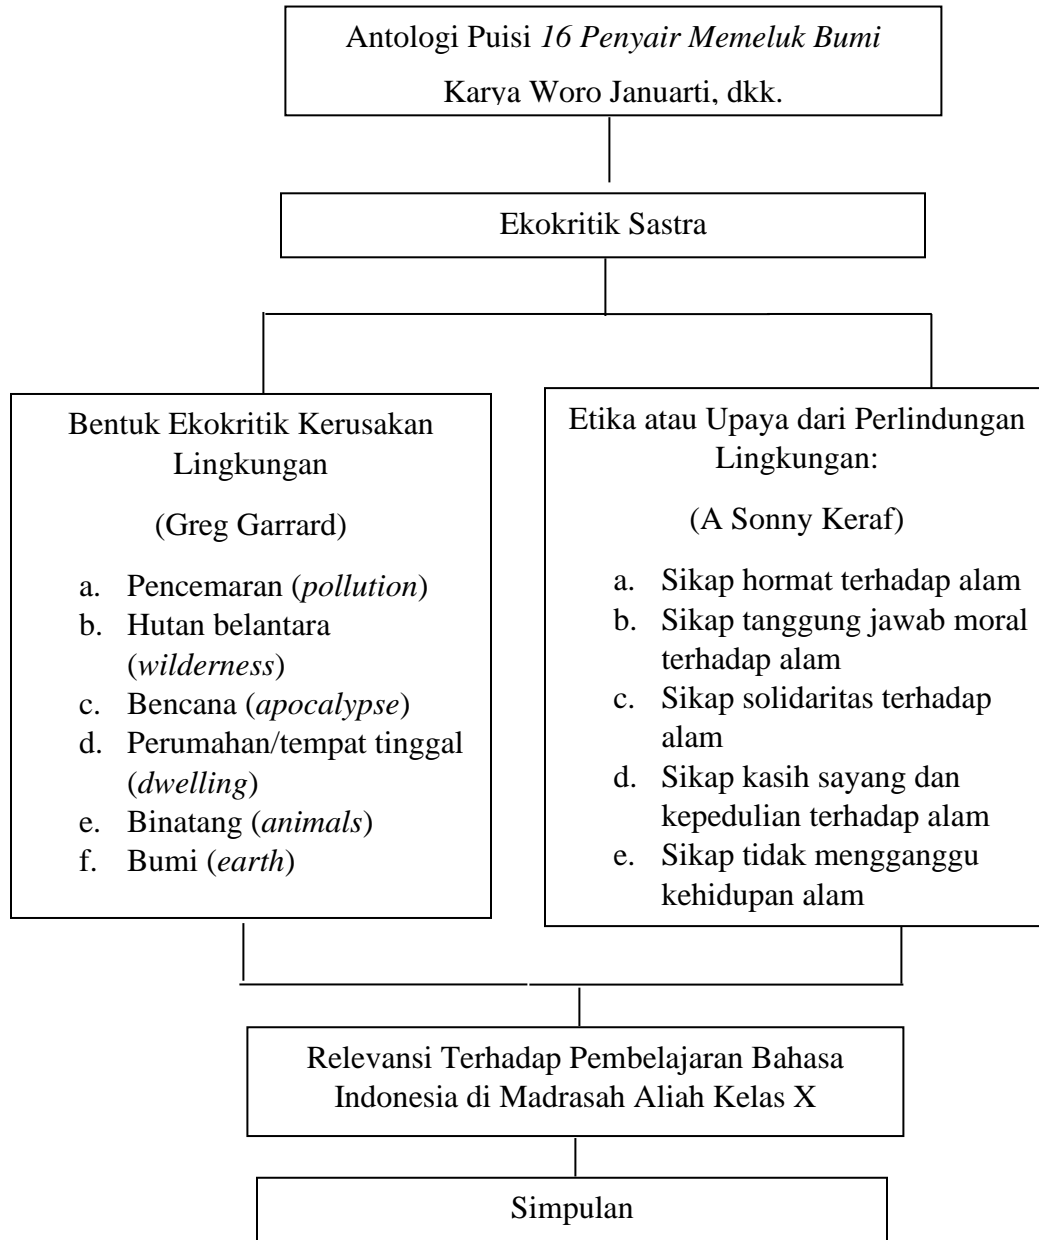 Antologi Puisi 16 Penyair Memeluk Bumi
Karya Woro Januarti, dkk.
Ekokritik Sastra
Bentuk Ekokritik Kerusakan
Lingkungan
(Greg Garrard)
a. Pencemaran (pollution)
b. Hutan belantara
(wilderness)
c. Bencana (apocalypse)
d. Perumahan/tempat tinggal
(dwelling)
e. Binatang (animals)
f. Bumi (earth)
Etika atau Upaya dari Perlindungan
Lingkungan:
(A Sonny Keraf)
a. Sikap hormat terhadap alam
b. Sikap tanggung jawab moral
terhadap alam
c. Sikap solidaritas terhadap
alam
d. Sikap kasih sayang dan
kepedulian terhadap alam
e. Sikap tidak mengganggu
kehidupan alam
Relevansi Terhadap Pembelajaran Bahasa
Indonesia di Madrasah Aliah Kelas X
Simpulan